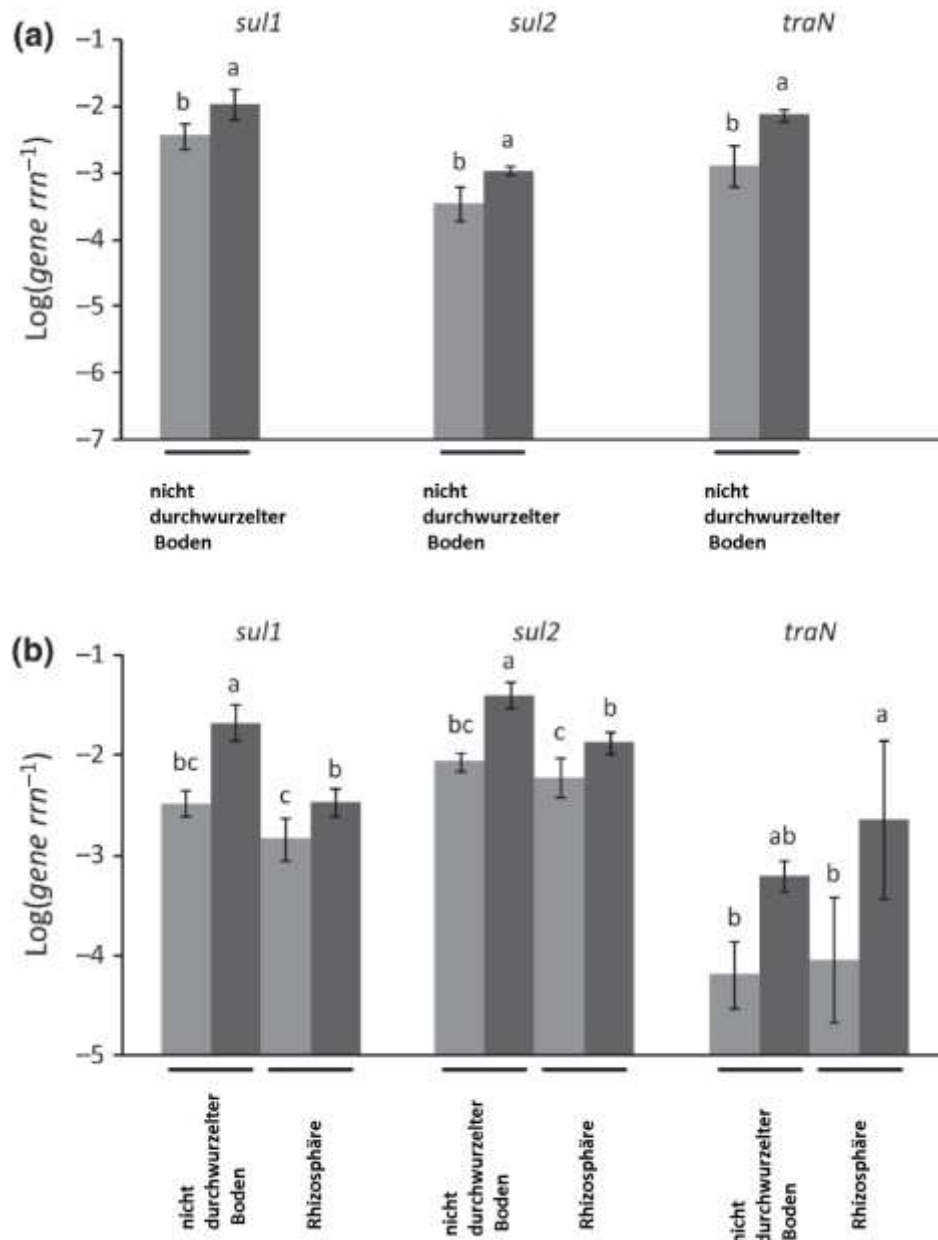 (a)
sul1 sul2 traN
Log(gene rrn⁻¹)
−1
−2
−3
−4
−5
−6
−7
b a b a b a
nicht durchwurzelter Boden
nicht durchwurzelter Boden
nicht durchwurzelter Boden
(b)
sul1 sul2 traN
Log(gene rrn⁻¹)
−1
−2
−3
−4
−5
bc a c b bc a c b b ab b a
nicht durchwurzelter Boden
Rhizosphäre
nicht durchwurzelter Boden
Rhizosphäre
nicht durchwurzelter Boden
Rhizosphäre